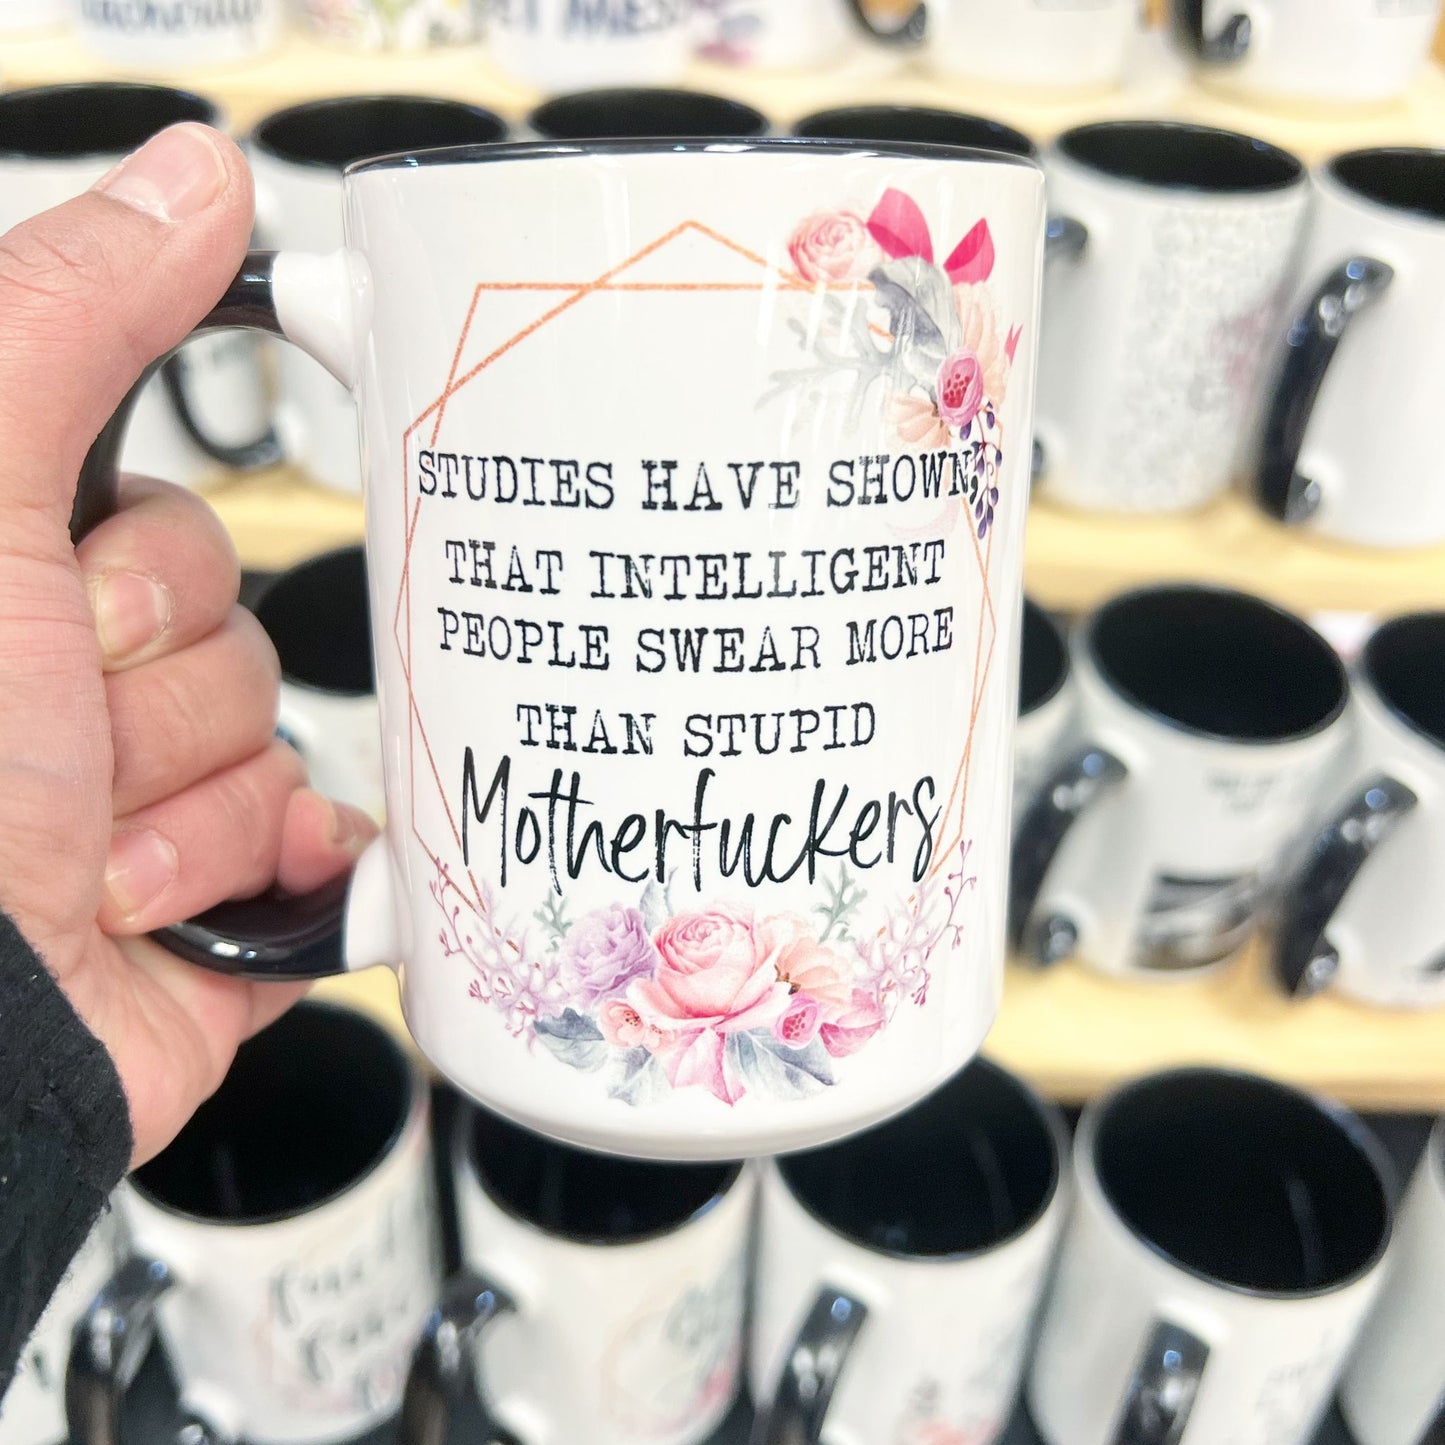 STUDIES HAVE SHOWN,
THAT INTELLIGENT
PEOPLE SWEAR MORE
THAN STUPID
Motherfuckers